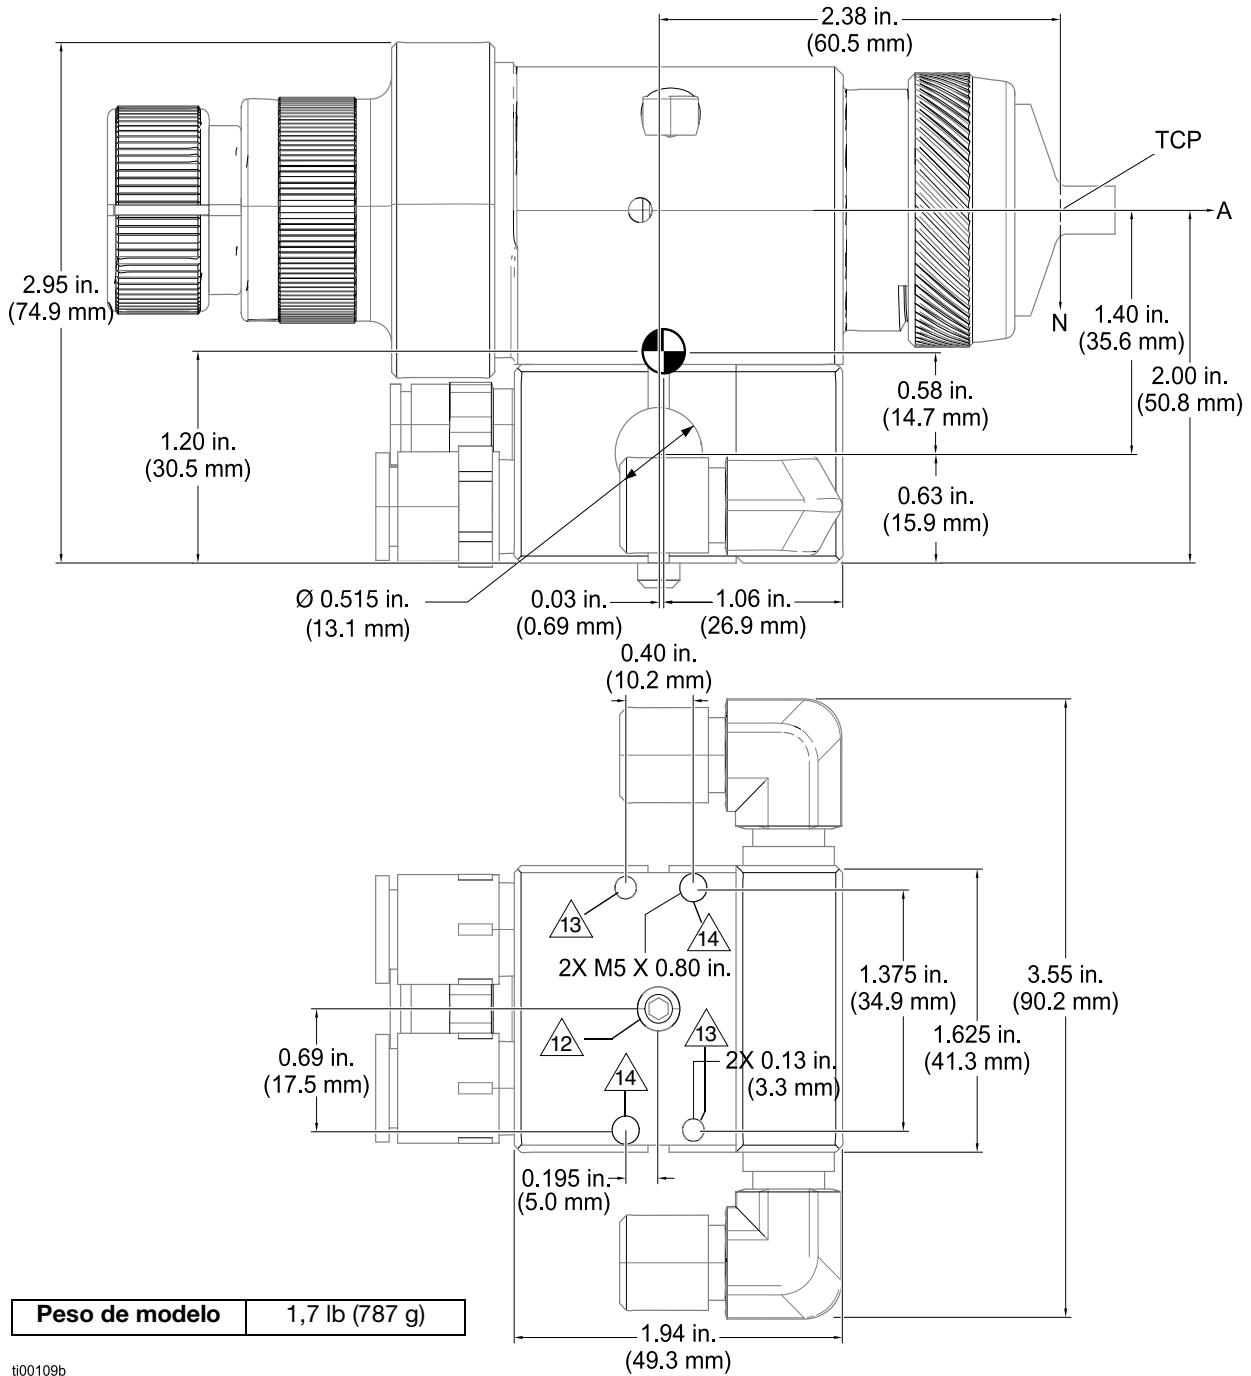 2.38 in.
(60.5 mm)
TCP
A
2.95 in.
(74.9 mm)
N
1.40 in.
(35.6 mm)
2.00 in.
(50.8 mm)
0.58 in.
(14.7 mm)
1.20 in.
(30.5 mm)
0.63 in.
(15.9 mm)
Ø 0.515 in.
(13.1 mm)
0.03 in.
(0.69 mm)
1.06 in.
(26.9 mm)
0.40 in.
(10.2 mm)
13
14
2X M5 X 0.80 in.
1.375 in.
(34.9 mm)
3.55 in.
(90.2 mm)
12
13
1.625 in.
(41.3 mm)
0.69 in.
(17.5 mm)
14
2X 0.13 in.
(3.3 mm)
0.195 in.
(5.0 mm)
Peso de modelo 1,7 lb (787 g)
1.94 in.
(49.3 mm)
ti00109b